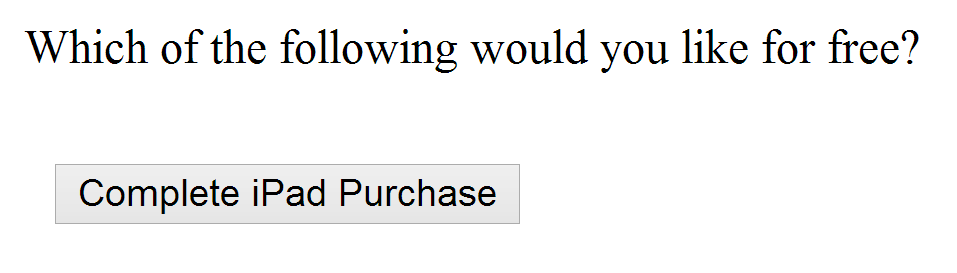 Which of the following would you like for free?
Complete iPad Purchase